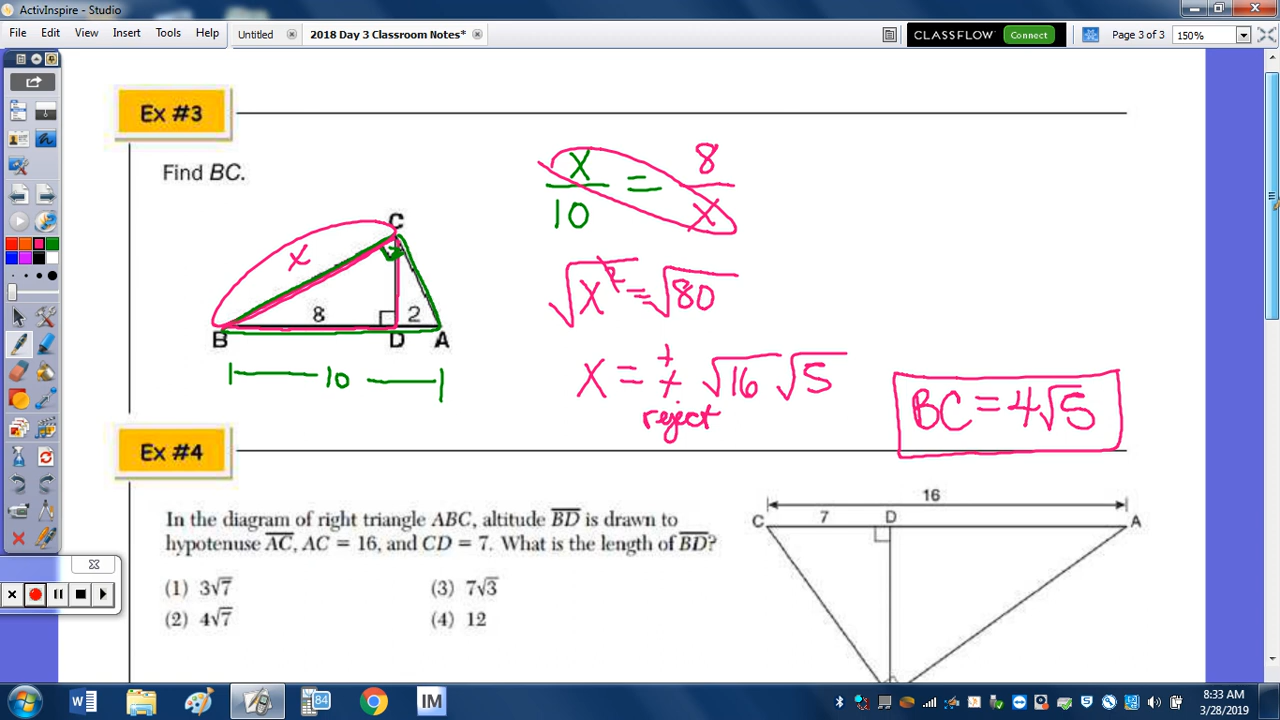 ActivInspire - Studio
File Edit View Insert Tools Help Untitled 2018 Day 3 Classroom Notes* CLASSFLOW Connect Page 3 of 3 150%
Ex #3
Find BC.
x/10 = 8/x
√x² = √80
x = ± √16 √5
reject
BC = 4√5
C
x
8 2
B D A
10
Ex #4
In the diagram of right triangle ABC, altitude BD is drawn to
hypotenuse AC, AC = 16, and CD = 7. What is the length of BD?
(1) 3√7 (3) 7√3
(2) 4√7 (4) 12
16
C 7 D A
W 84 IM
8:33 AM
3/28/2019